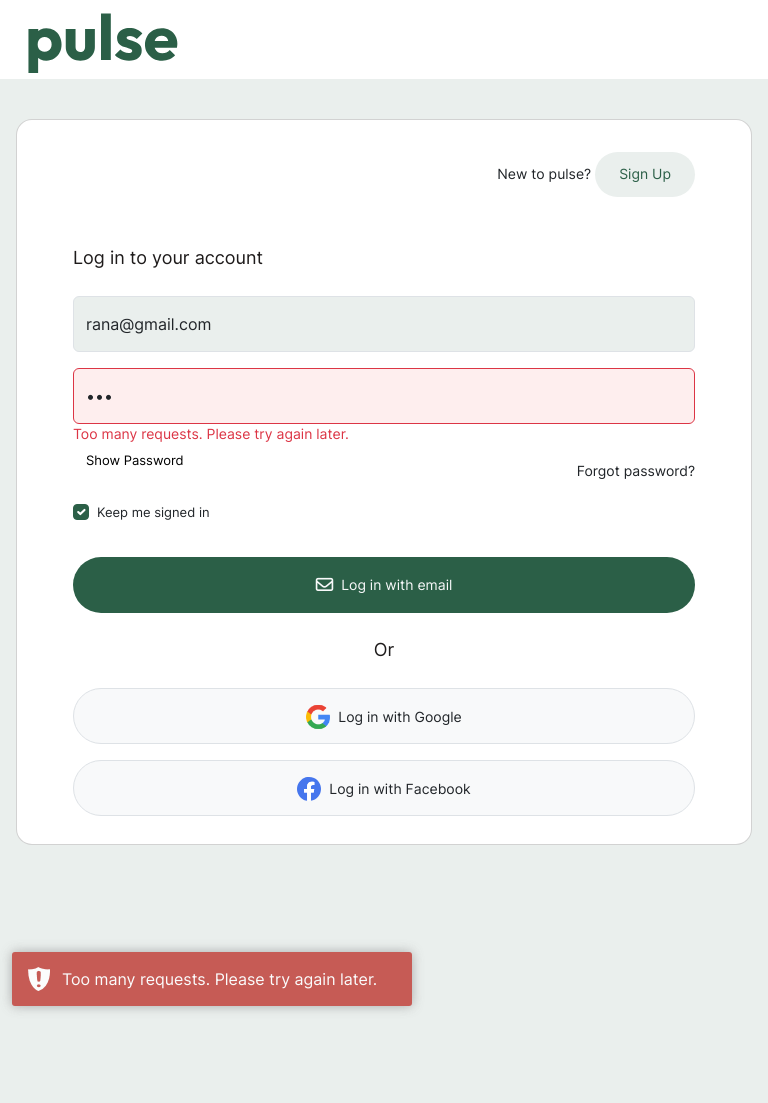 pulse
New to pulse? Sign Up
Log in to your account
rana@gmail.com
•••
Too many requests. Please try again later.
Show Password
Forgot password?
Keep me signed in
Log in with email
Or
Log in with Google
Log in with Facebook
Too many requests. Please try again later.